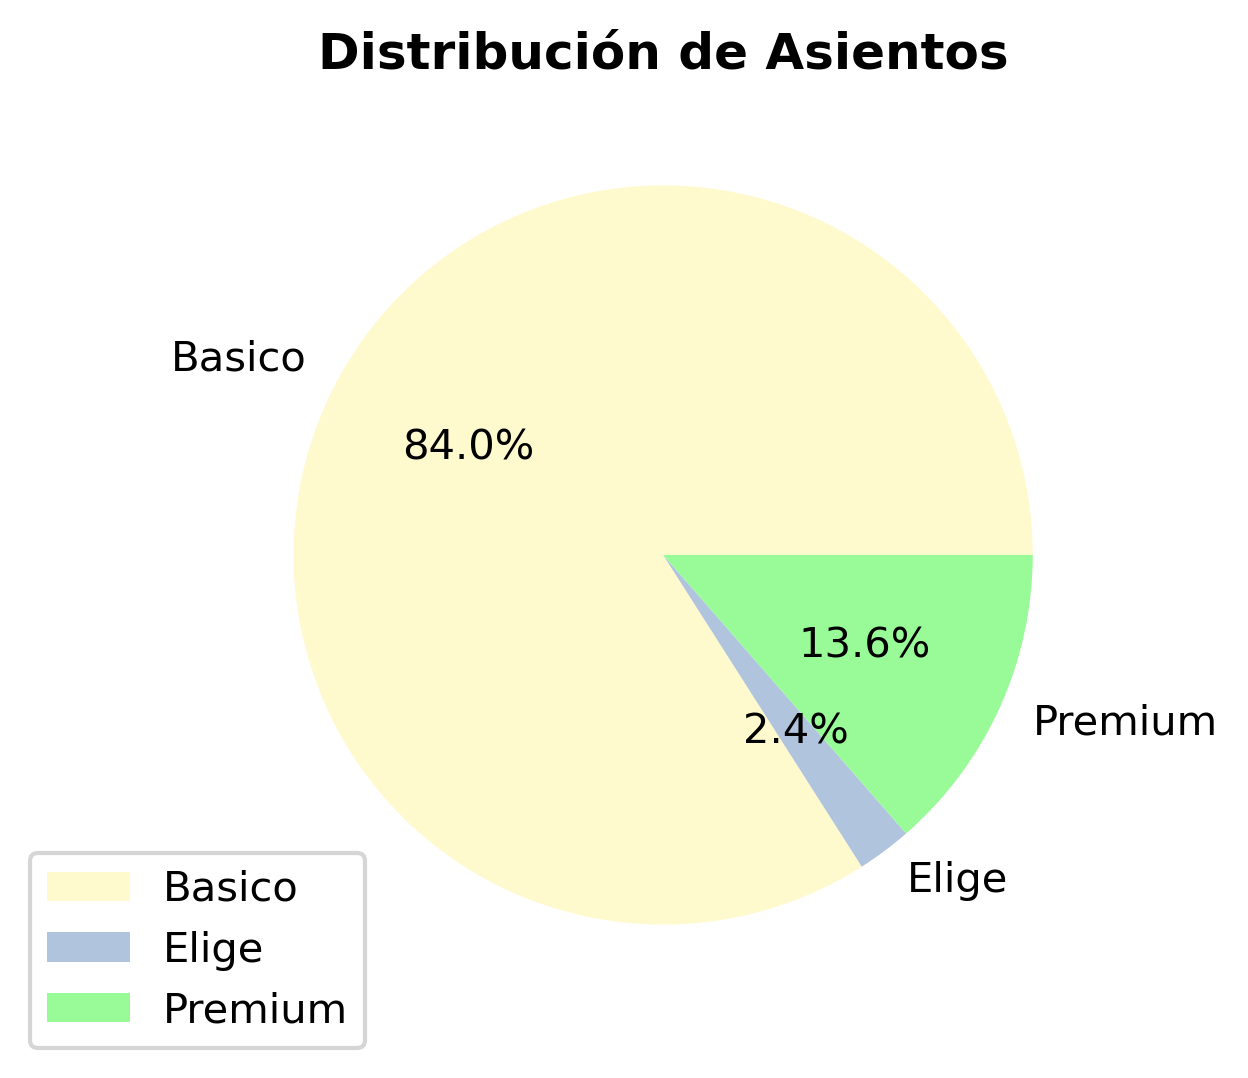 Distribución de Asientos
Basico
84.0%
13.6%
2.4%
Premium
Elige
Basico
Elige
Premium